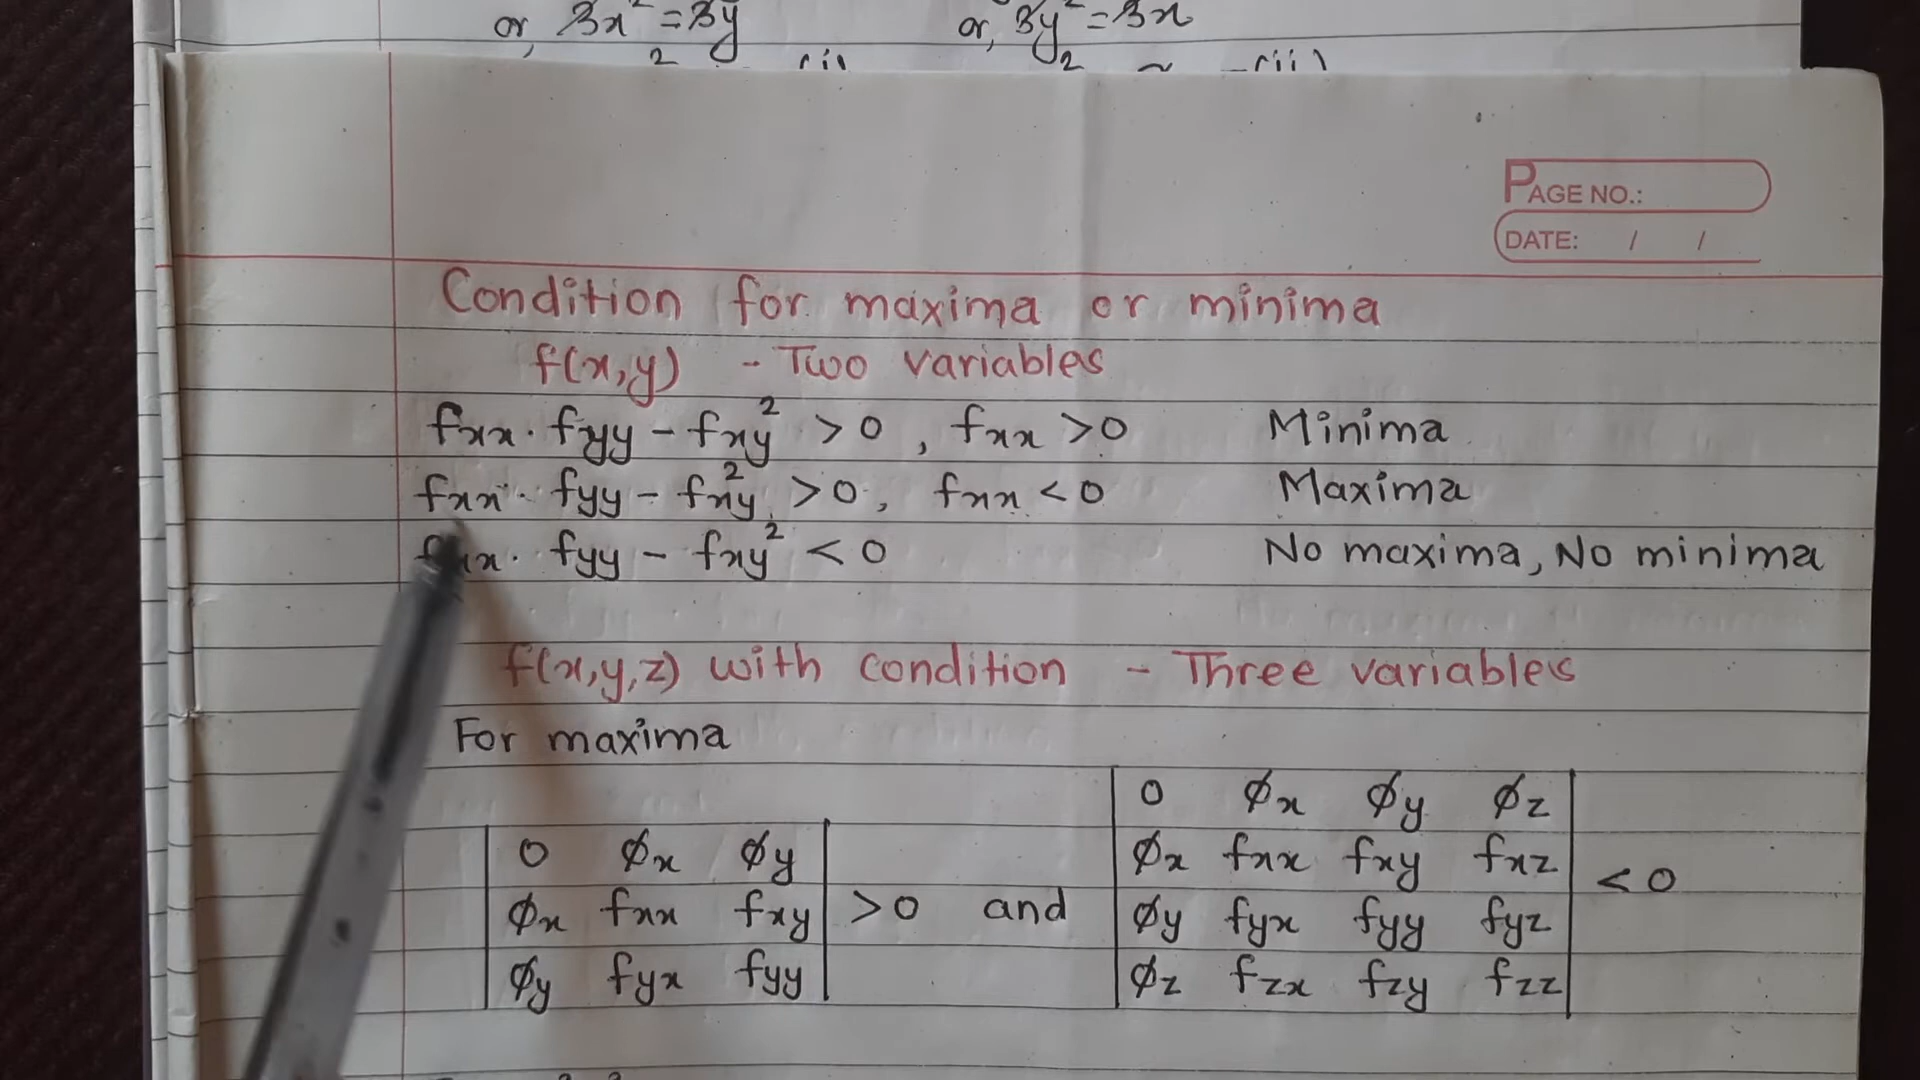 or, 3x² = 3y or, 3y² = 3x
PAGE NO.:
DATE: / /
Condition for maxima or minima
f(x,y) - Two variables
fxx. fyy - fxy² > 0, fxx > 0 Minima
fxx. fyy - fxy² > 0, fxx < 0 Maxima
fxx. fyy - fxy² < 0 No maxima, No minima
f(x,y,z) with condition - Three variables
For maxima
| 0 ϕx ϕy |
| ϕx fxx fxy | > 0 and
| ϕy fyx fyy |
| 0 ϕx ϕy ϕz |
| ϕx fxx fxy fxz | < 0
| ϕy fyx fyy fyz |
| ϕz fzx fzy fzz |